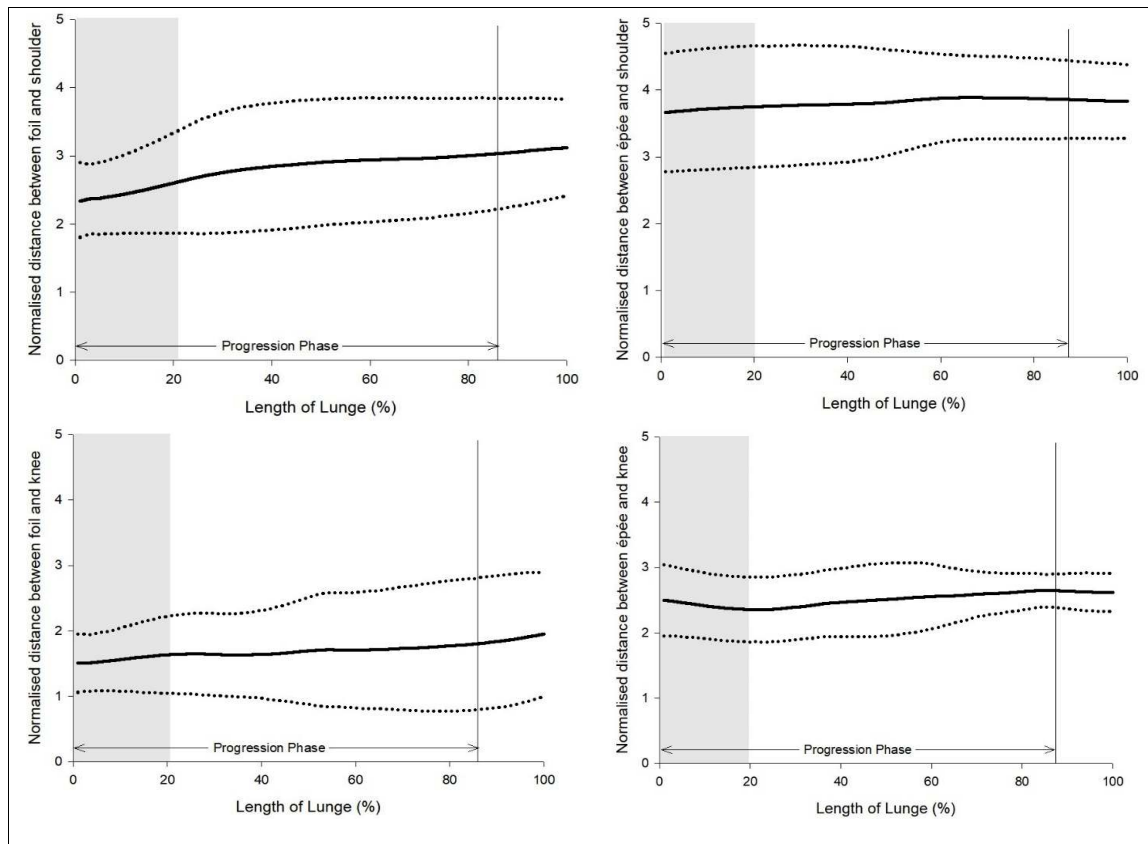 Normalised distance between foil and shoulder
5
4
3
2
1
0
Progression Phase
0 20 40 60 80 100
Length of Lunge (%)
Normalised distance between épée and shoulder
5
4
3
2
1
0
Progression Phase
0 20 40 60 80 100
Length of Lunge (%)
Normalised distance between foil and knee
5
4
3
2
1
0
Progression Phase
0 20 40 60 80 100
Length of Lunge (%)
Normalised distance between épée and knee
5
4
3
2
1
0
Progression Phase
0 20 40 60 80 100
Length of Lunge (%)